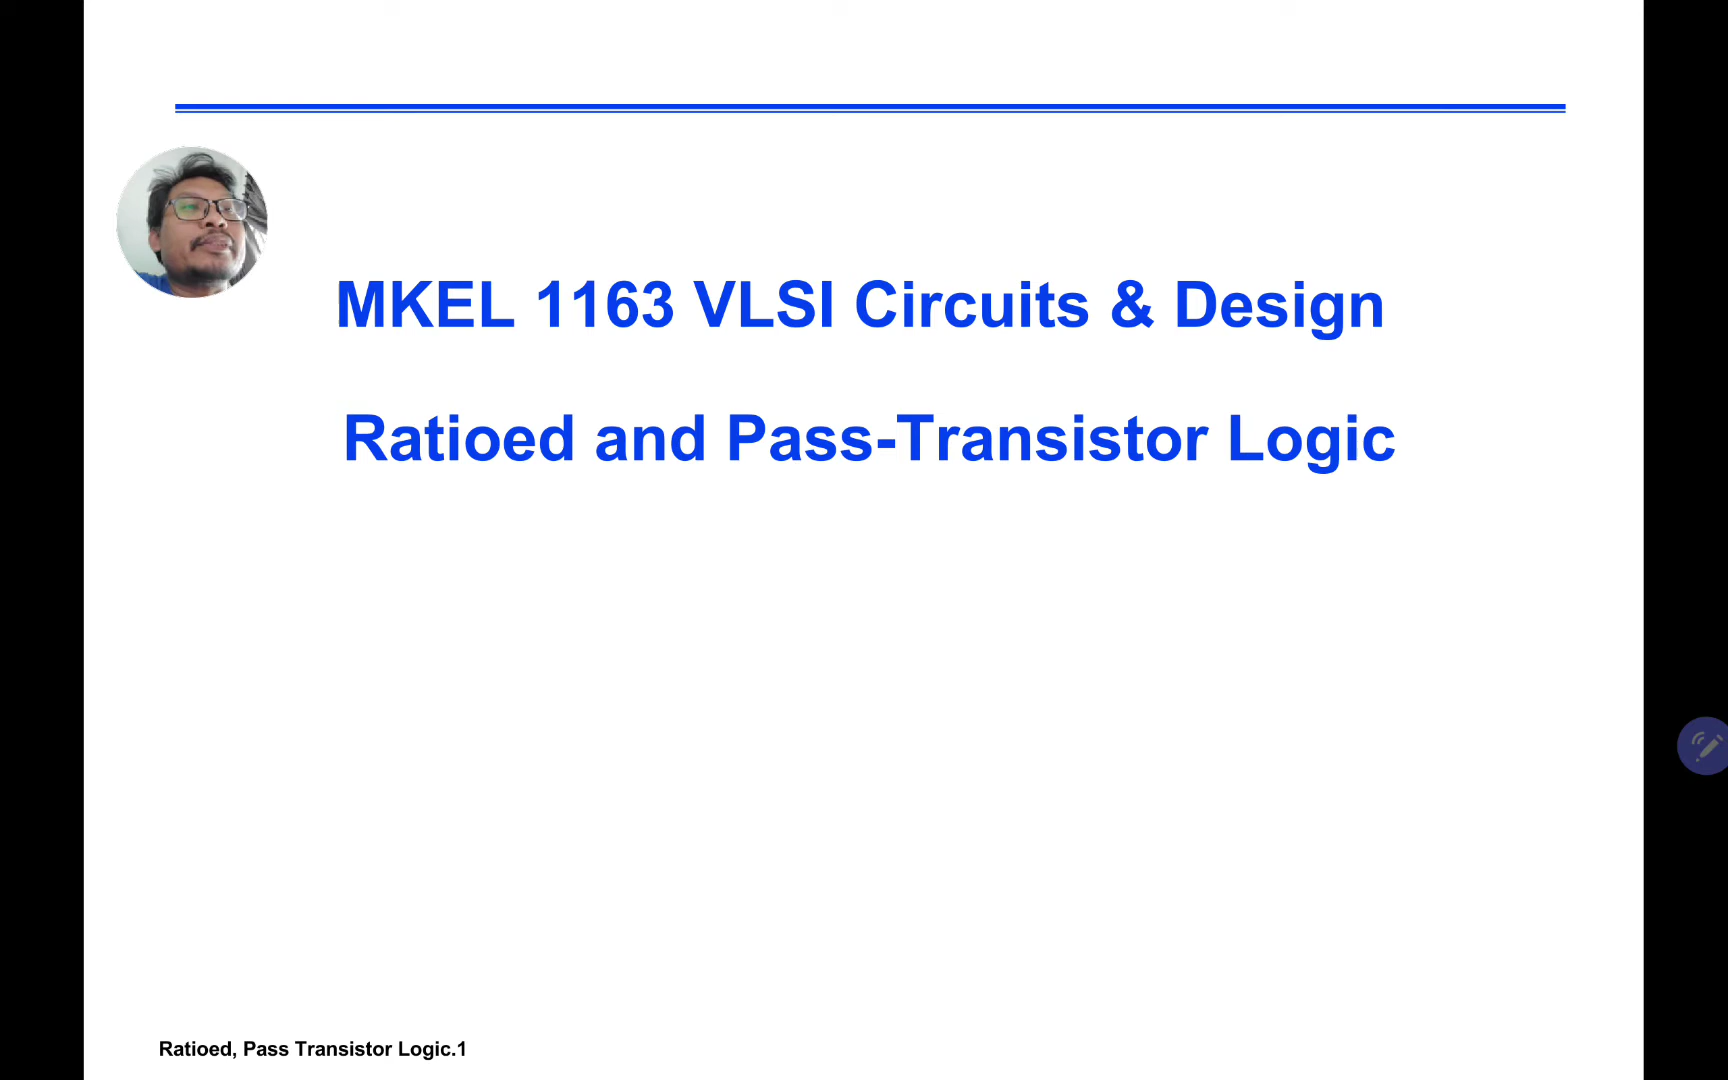 MKEL 1163 VLSI Circuits & Design
Ratioed and Pass-Transistor Logic
Ratioed, Pass Transistor Logic.1